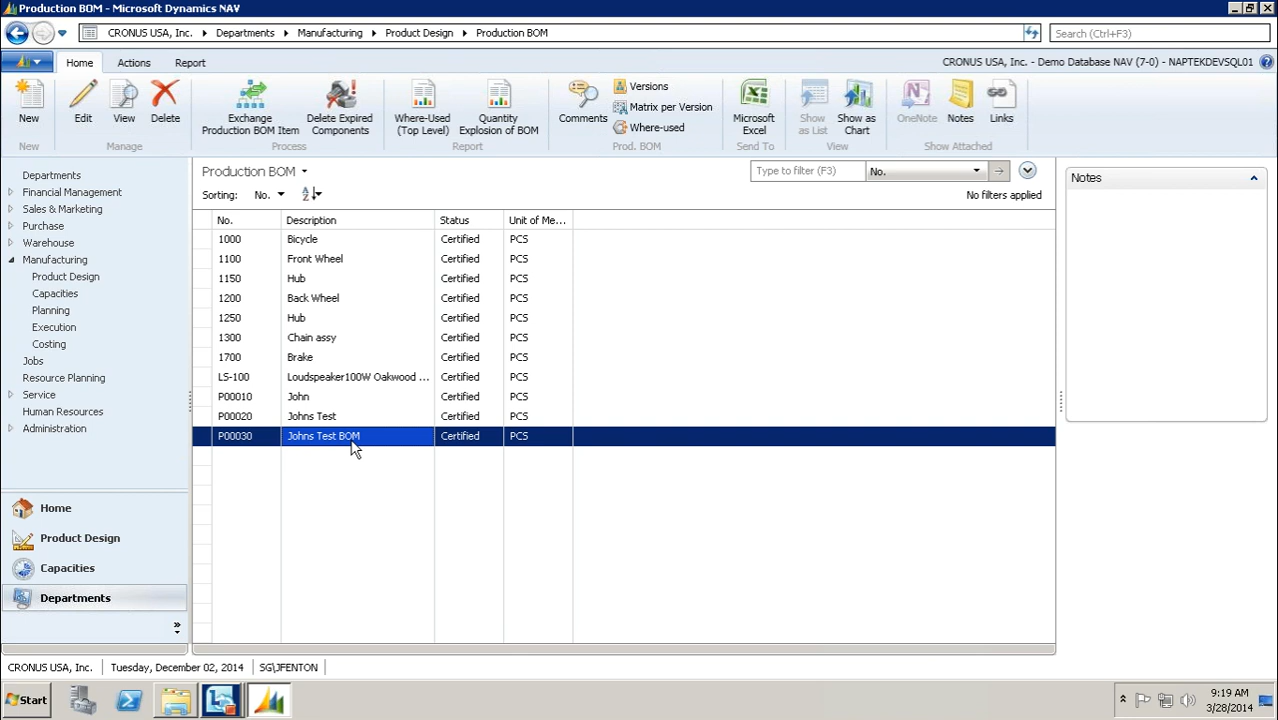 Production BOM - Microsoft Dynamics NAV
CRONUS USA, Inc. Departments Manufacturing Product Design Production BOM Search (Ctrl+F3)
Home Actions Report CRONUS USA, Inc. - Demo Database NAV (7-0) - NAPTEKDEVSQL01
New Edit View Delete Exchange Production BOM Item Delete Expired Components Where-Used (Top Level) Quantity Explosion of BOM Comments Versions Matrix per Version Where-used Microsoft Excel Show as List Show as Chart OneNote Notes Links
New Manage Process Report Prod. BOM Send To View Show Attached
Departments
Financial Management
Sales & Marketing
Purchase
Warehouse
Manufacturing
Product Design
Capacities
Planning
Execution
Costing
Jobs
Resource Planning
Service
Human Resources
Administration
Home
Product Design
Capacities
Departments
Production BOM Type to filter (F3) No.
Sorting: No. A Z No filters applied
No. Description Status Unit of Me...
1000 Bicycle Certified PCS
1100 Front Wheel Certified PCS
1150 Hub Certified PCS
1200 Back Wheel Certified PCS
1250 Hub Certified PCS
1300 Chain assy Certified PCS
1700 Brake Certified PCS
LS-100 Loudspeaker100W Oakwood ... Certified PCS
P00010 John Certified PCS
P00020 Johns Test Certified PCS
P00030 Johns Test BOM Certified PCS
Notes
CRONUS USA, Inc. Tuesday, December 02, 2014 SG\JFENTON
Start 9:19 AM
3/28/2014